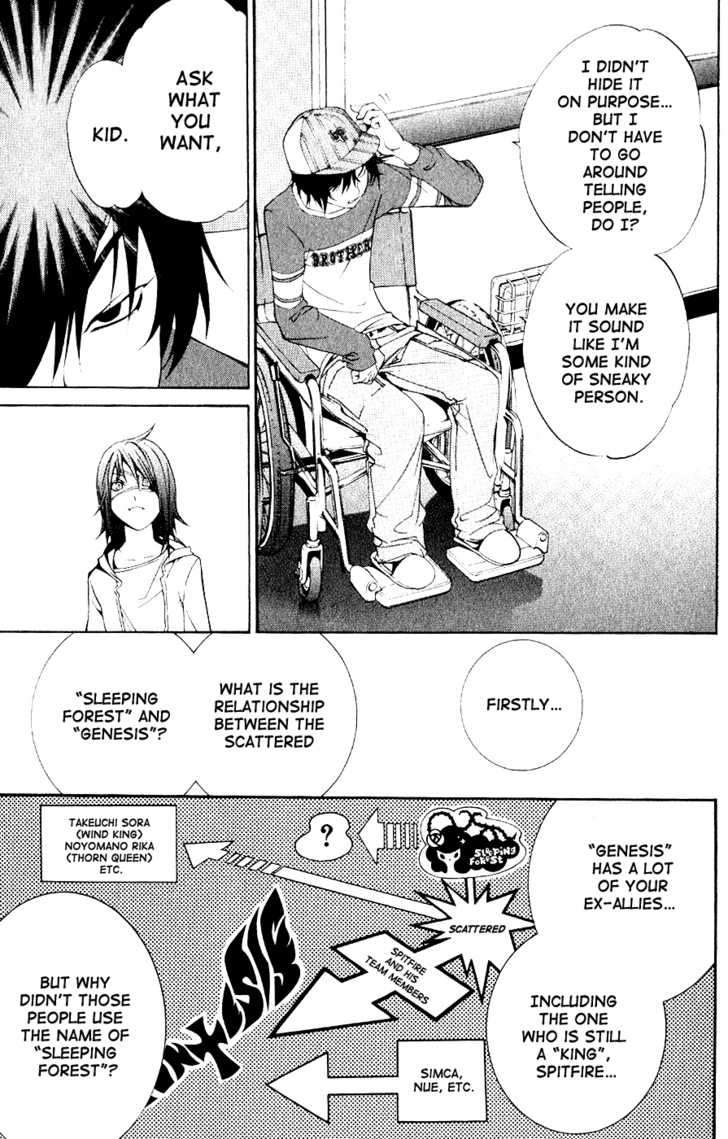 I DIDN'T
HIDE IT
ON PURPOSE...
BUT I
DON'T HAVE
TO GO
AROUND
TELLING
PEOPLE,
DO I?
YOU MAKE
IT SOUND
LIKE I'M
SOME KIND
OF SNEAKY
PERSON.
BROTHER
ASK
WHAT
YOU
WANT,
KID.
FIRSTLY...
WHAT IS THE
RELATIONSHIP
BETWEEN THE
SCATTERED
"SLEEPING
FOREST" AND
"GENESIS"?
"GENESIS"
HAS A LOT
OF YOUR
EX-ALLIES...
INCLUDING
THE ONE
WHO IS STILL
A "KING",
SPITFIRE...
SLEEPING
FOREST
?
TAKEUCHI SORA
(WIND KING)
NOYOMANO RIKA
(THORN QUEEN)
ETC.
SCATTERED
SPITFIRE
AND HIS
TEAM MEMBERS
SIMCA,
NUE, ETC.
BUT WHY
DIDN'T THOSE
PEOPLE USE
THE NAME OF
"SLEEPING
FOREST"?